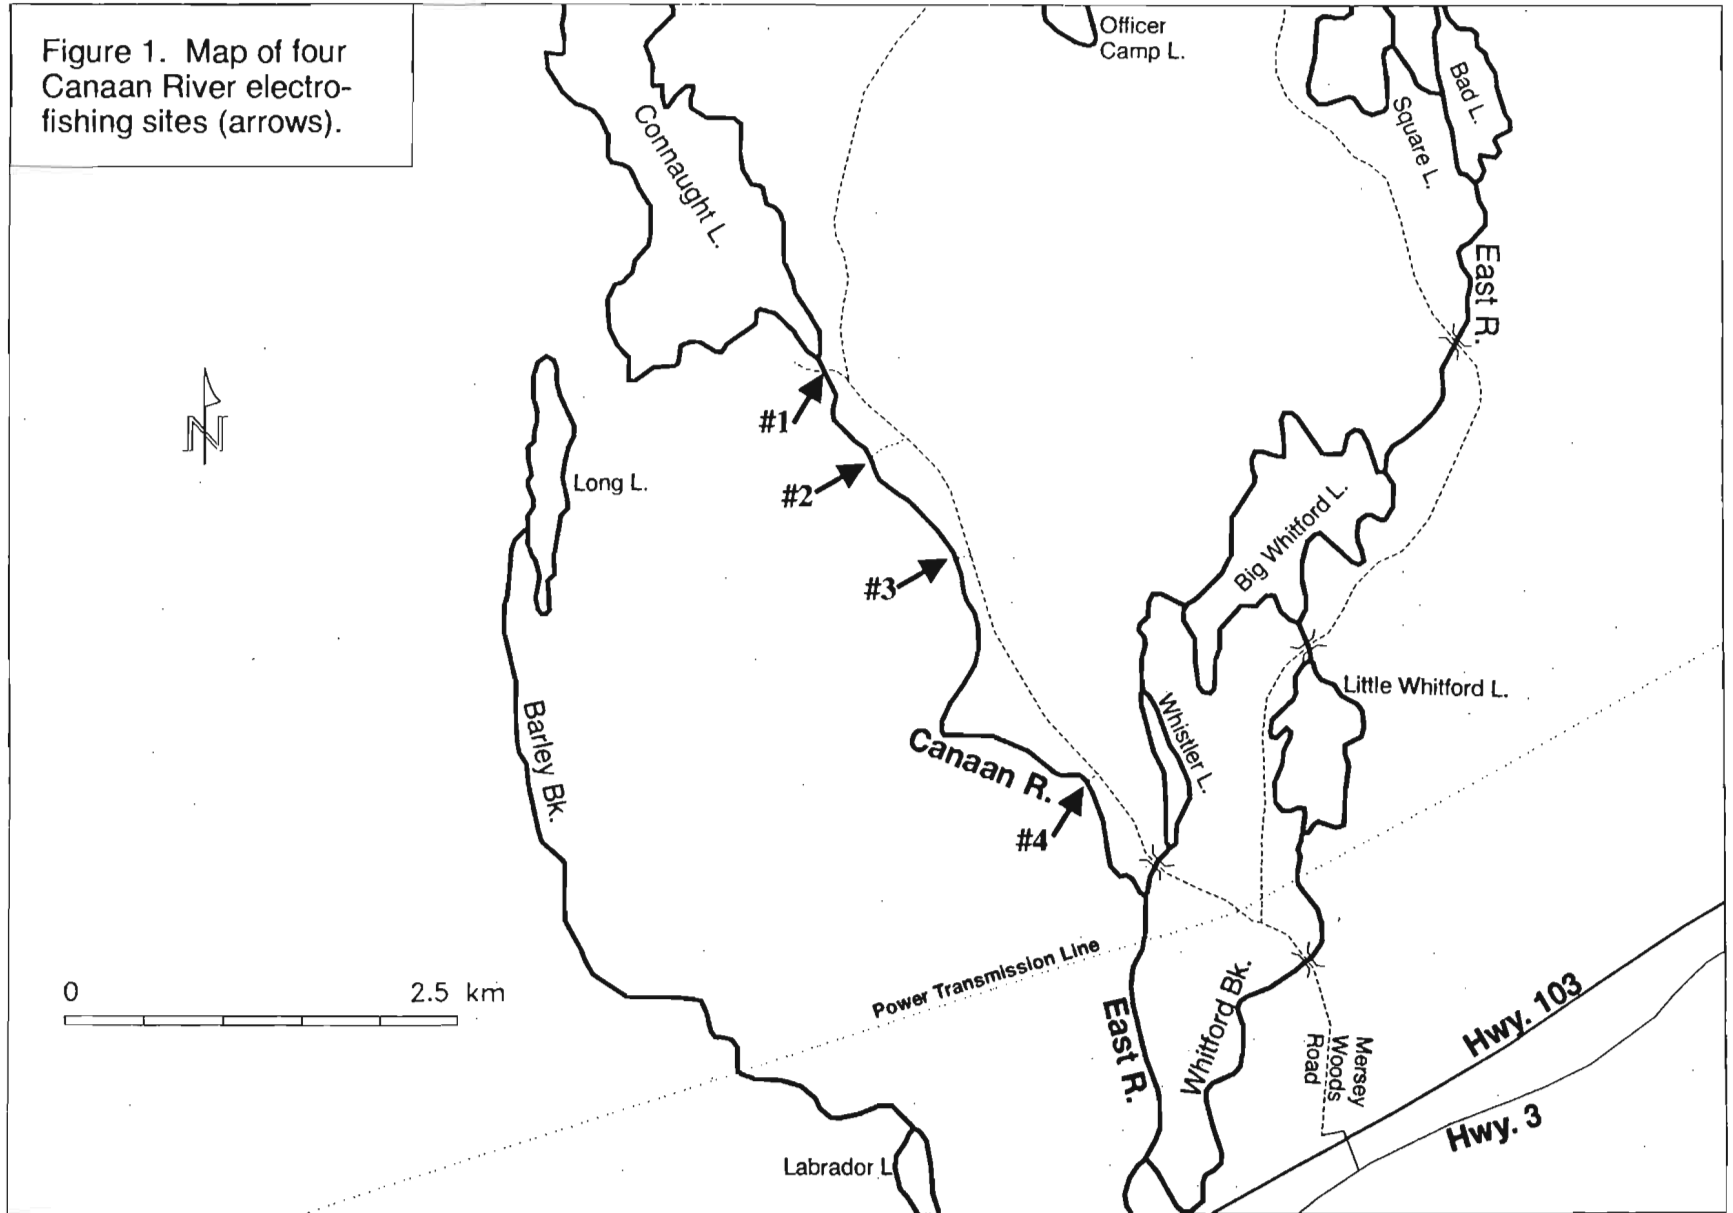 Figure 1. Map of four
Canaan River electro-
fishing sites (arrows).
Officer
Camp L.
Bad L.
Square L.
Connaught L.
East R.
N
#1
#2
Long L.
#3
Big Whitford L.
Little Whitford L.
Whistler L.
Barley Bk.
Canaan R.
#4
Power Transmission Line
0 2.5 km
East R.
Whitford Bk.
Mersey
Woods
Road
Hwy. 103
Hwy. 3
Labrador L